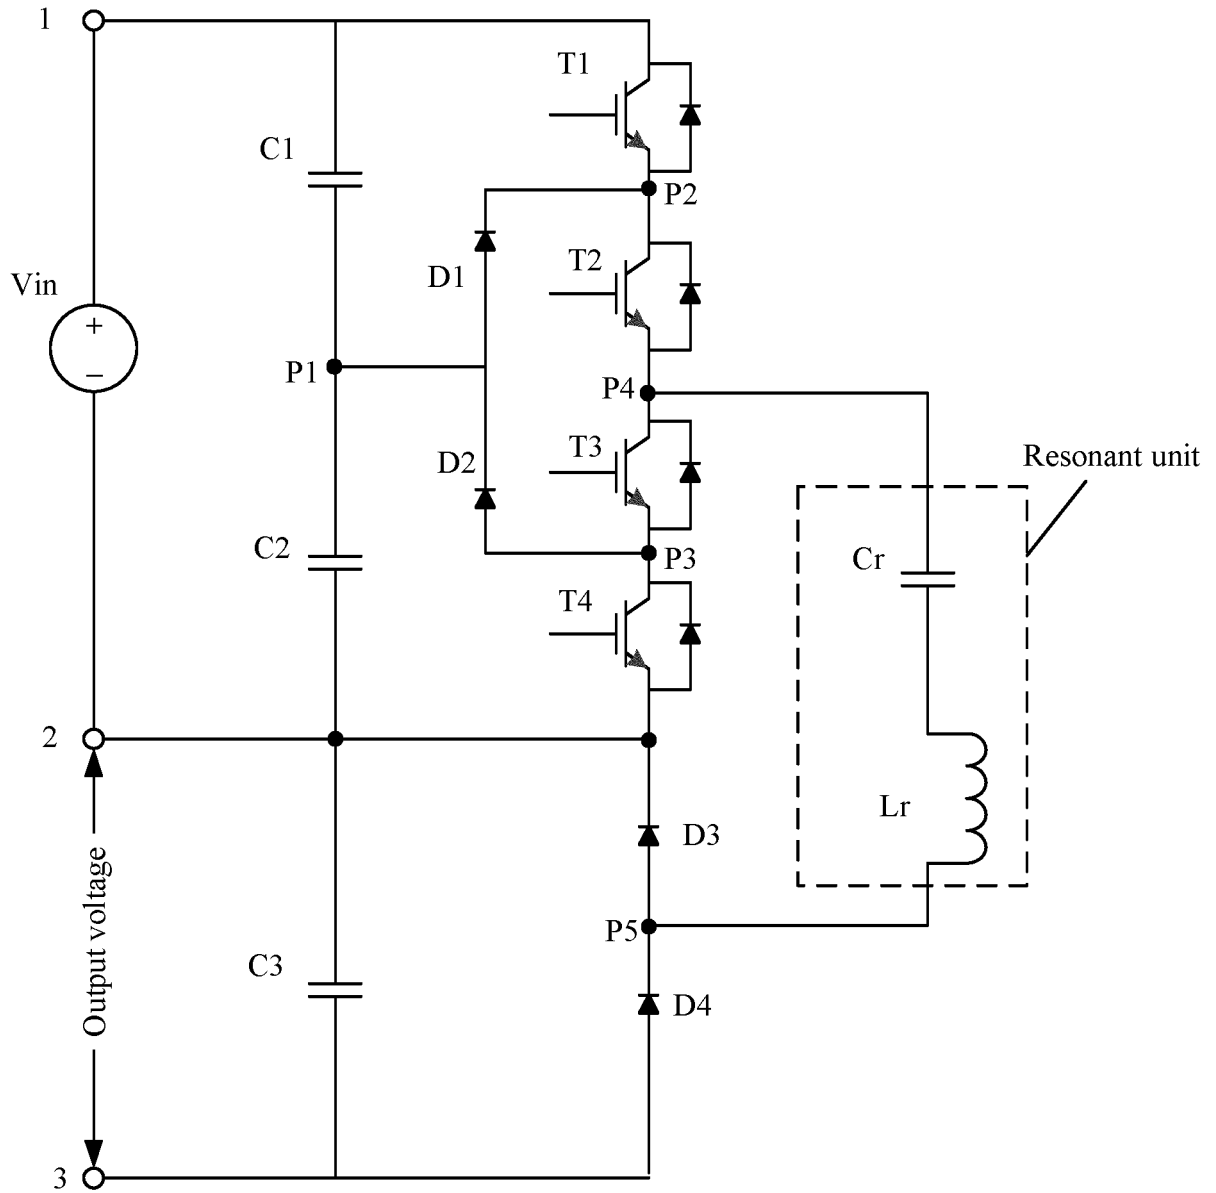 1
T1
C1
P2
T2
D1
Vin
+
−
P1
P4
T3
D2
Resonant unit
C2
P3
Cr
T4
2
Lr
D3
Output voltage
P5
C3
D4
3